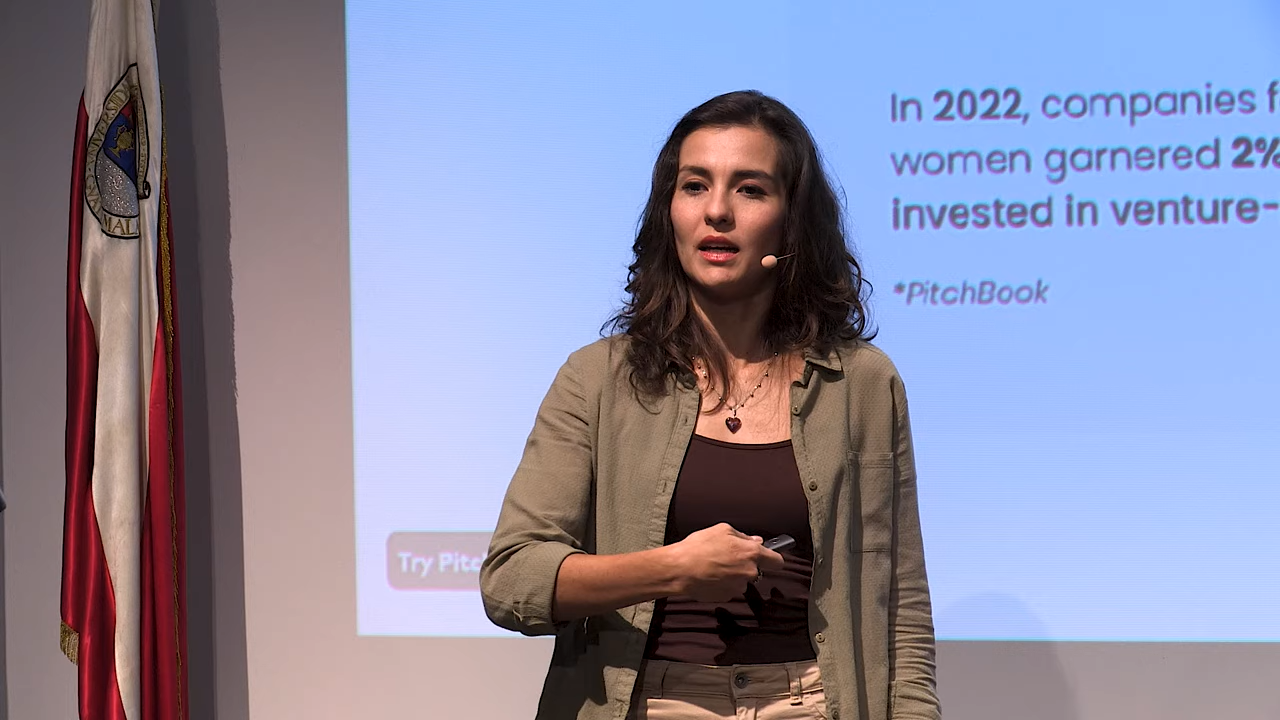 In 2022, companies f
women garnered 2%
invested in venture-
*PitchBook
Try Pitc